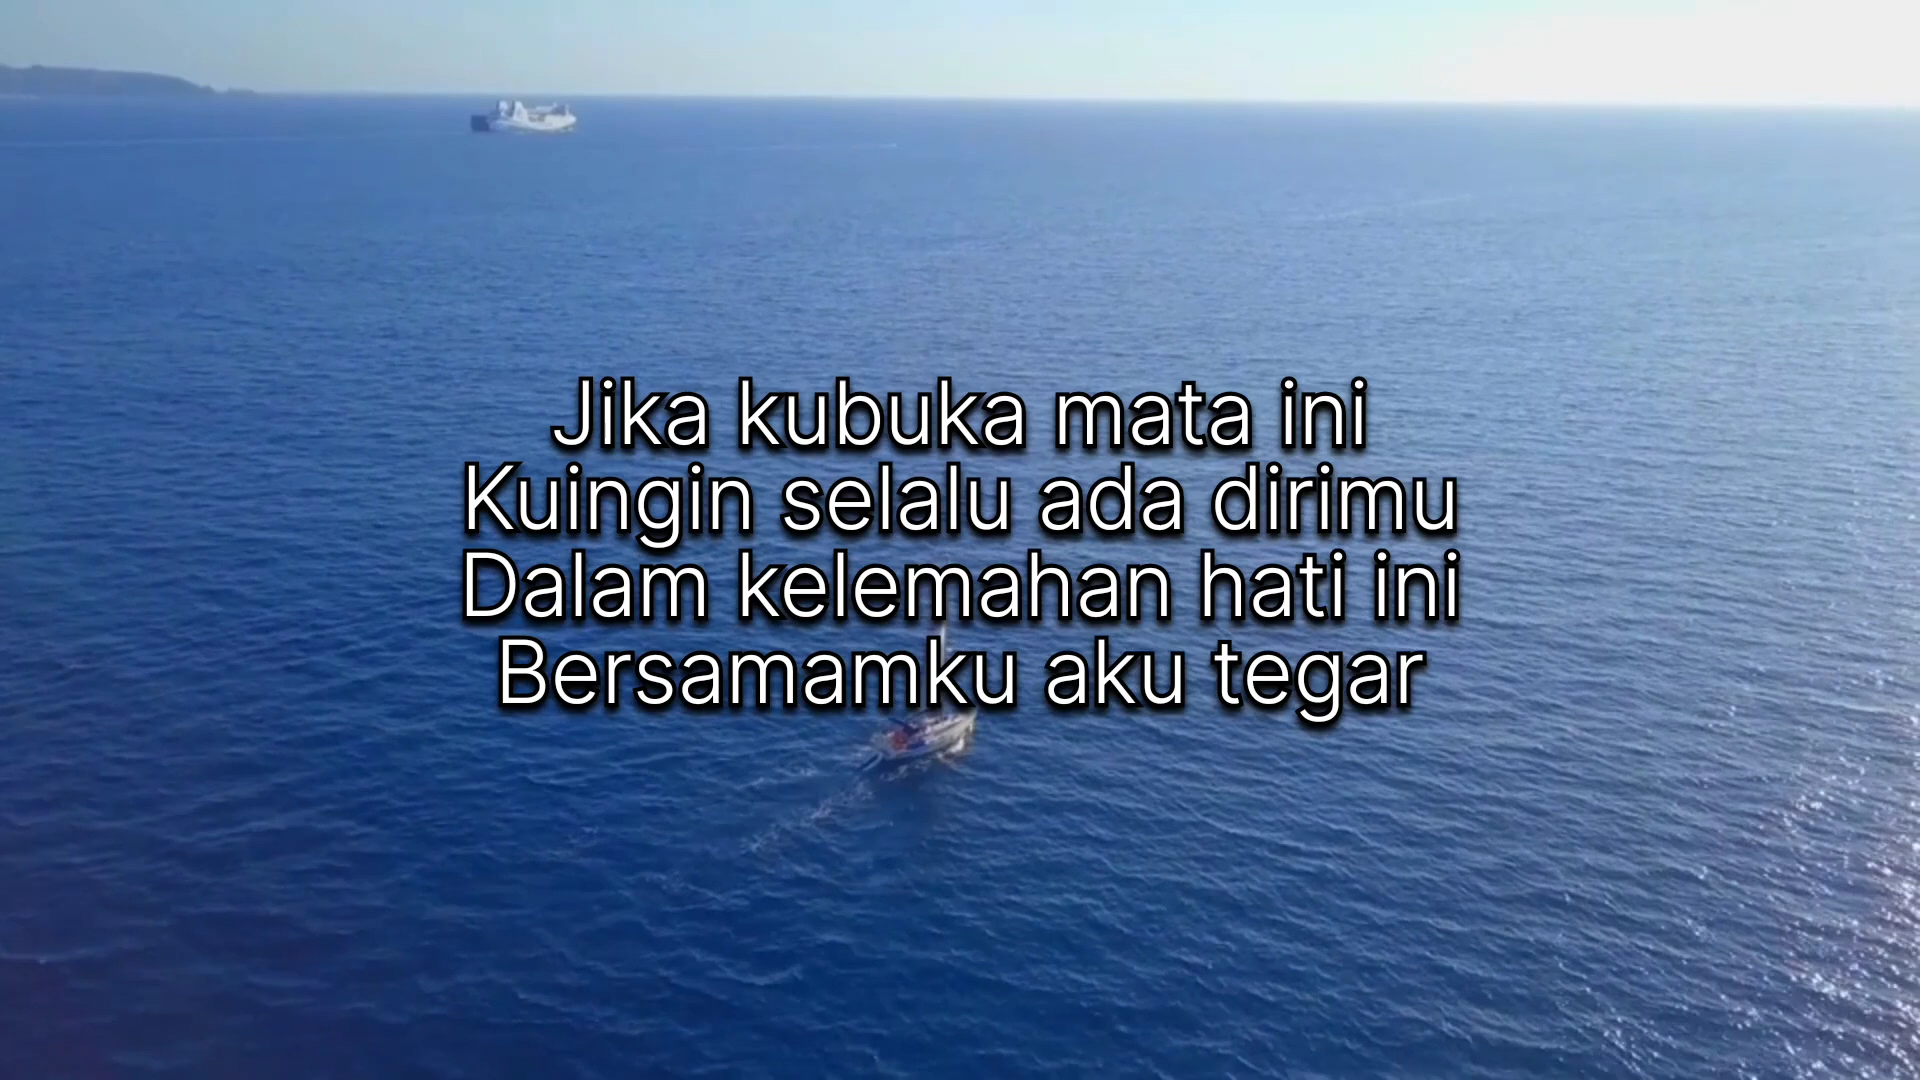 Jika kubuka mata ini
Kuingin selalu ada dirimu
Dalam kelemahan hati ini
Bersamamku aku tegar